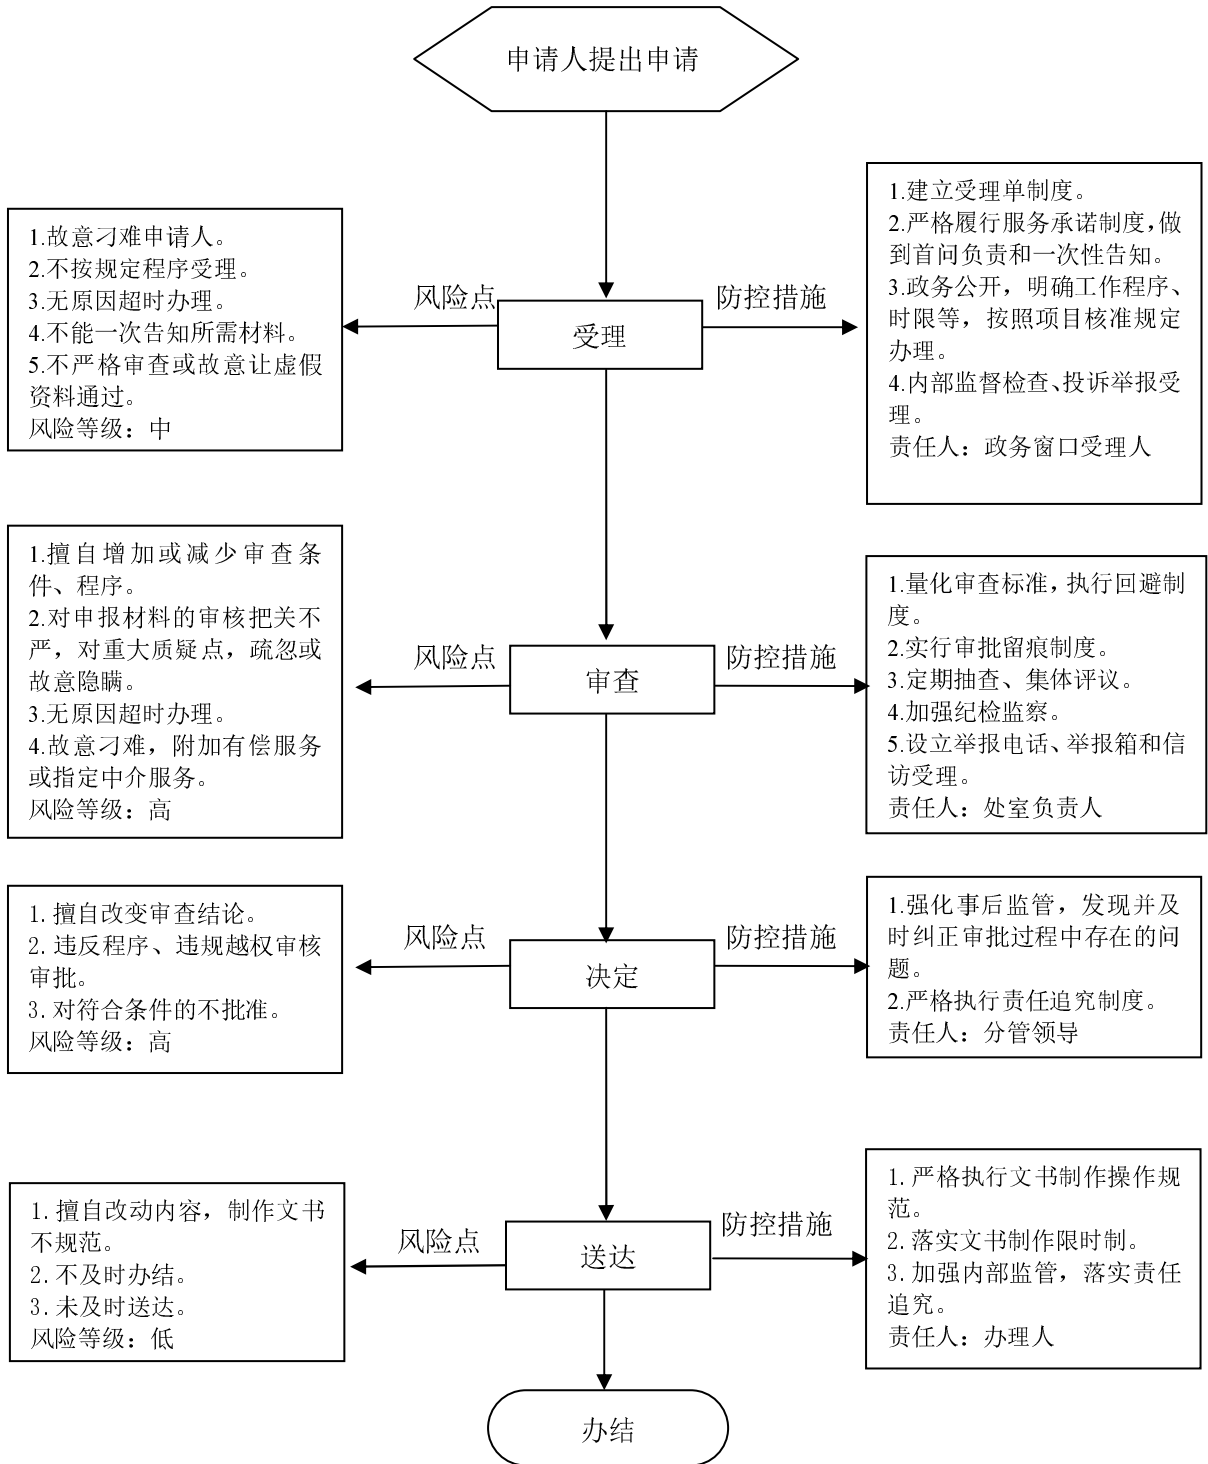 申请人提出申请
1.故意刁难申请人。
2.不按规定程序受理。
3.无原因超时办理。
4.不能一次告知所需材料。
5.不严格审查或故意让虚假
资料通过。
风险等级：中
风险点
受理
防控措施
1.建立受理单制度。
2.严格履行服务承诺制度，做
到首问负责和一次性告知。
3.政务公开，明确工作程序、
时限等，按照项目核准规定
办理。
4.内部监督检查、投诉举报受
理。
责任人：政务窗口受理人
1.擅自增加或减少审查条
件、程序。
2.对申报材料的审核把关不
严，对重大质疑点，疏忽或
故意隐瞒。
3.无原因超时办理。
4.故意刁难，附加有偿服务
或指定中介服务。
风险等级：高
风险点
审查
防控措施
1.量化审查标准，执行回避制
度。
2.实行审批留痕制度。
3.定期抽查、集体评议。
4.加强纪检监察。
5.设立举报电话、举报箱和信
访受理。
责任人：处室负责人
1. 擅自改变审查结论。
2. 违反程序、违规越权审核
审批。
3. 对符合条件的不批准。
风险等级：高
风险点
决定
防控措施
1.强化事后监管，发现并及
时纠正审批过程中存在的问
题。
2.严格执行责任追究制度。
责任人：分管领导
1. 擅自改动内容，制作文书
不规范。
2. 不及时办结。
3. 未及时送达。
风险等级：低
风险点
送达
防控措施
1. 严格执行文书制作操作规
范。
2. 落实文书制作限时制。
3. 加强内部监管，落实责任
追究。
责任人：办理人
办结